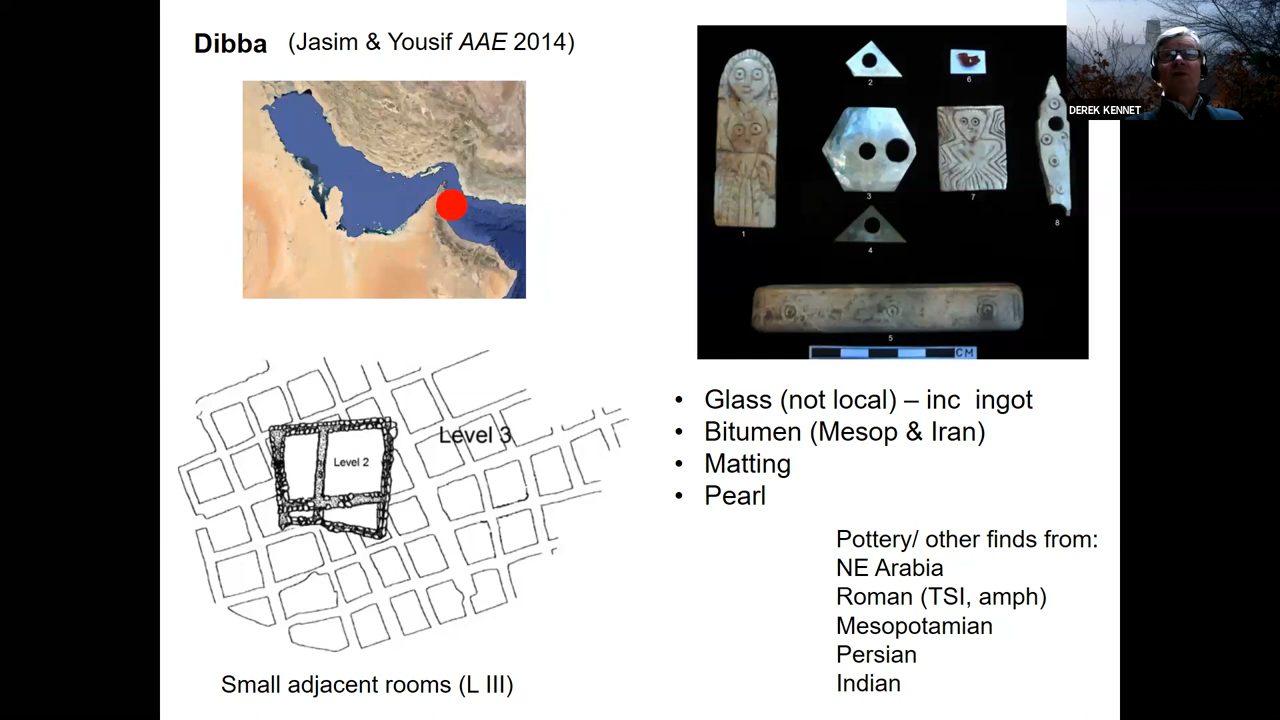 Dibba (Jasim & Yousif AAE 2014)
DEREK KENNET
1
2
3
4
5
6
7
8
CM
Level 3
Level 2
Small adjacent rooms (L III)
• Glass (not local) – inc ingot
• Bitumen (Mesop & Iran)
• Matting
• Pearl
Pottery/ other finds from:
NE Arabia
Roman (TSI, amph)
Mesopotamian
Persian
Indian